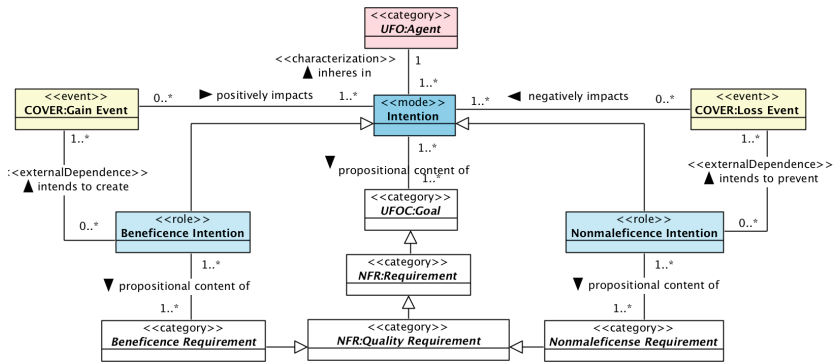 <<category>>
UFO:Agent
<<characterization>>
inheres in
1
1..*
<<event>>
COVER:Gain Event
0..*
positively impacts
1..*
<<mode>>
Intention
1..*
negatively impacts
0..*
<<event>>
COVER:Loss Event
1..*
<<externalDependence>>
intends to create
0..*
1..*
propositional content of
1..*
1..*
<<externalDependence>>
intends to prevent
0..*
<<category>>
UFOC:Goal
<<role>>
Beneficence Intention
<<role>>
Nonmaleficence Intention
<<category>>
NFR:Requirement
1..*
propositional content of
1..*
1..*
propositional content of
1..*
<<category>>
Beneficence Requirement
<<category>>
NFR:Quality Requirement
<<category>>
Nonmaleficense Requirement